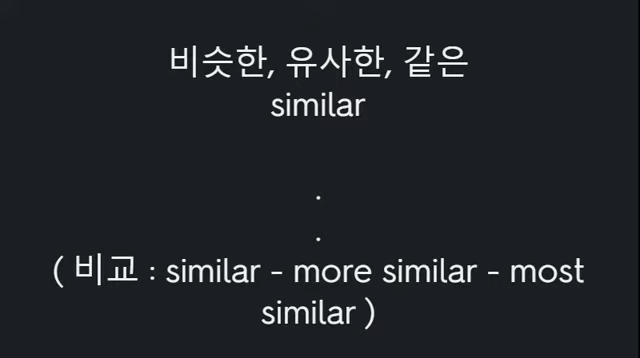 비슷한, 유사한, 같은
similar
.
.
( 비교 : similar - more similar - most
similar )